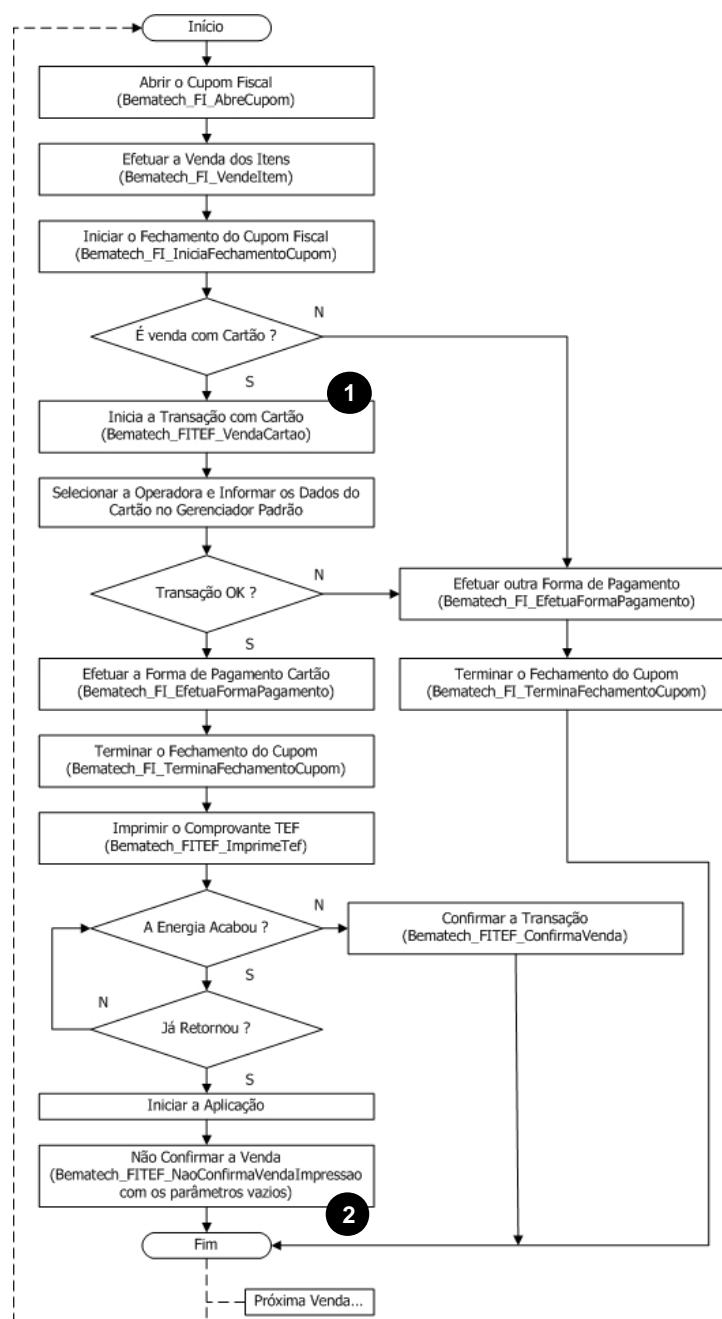 Início
Abrir o Cupom Fiscal
(Bematech_FI_AbreCupom)
Efetuar a Venda dos Itens
(Bematech_FI_VendeItem)
Iniciar o Fechamento do Cupom Fiscal
(Bematech_FI_IniciaFechamentoCupom)
É venda com Cartão ?
N
S
1
Inicia a Transação com Cartão
(Bematech_FITEF_VendaCartao)
Selecionar a Operadora e Informar os Dados do
Cartão no Gerenciador Padrão
Transação OK ?
N
S
Efetuar outra Forma de Pagamento
(Bematech_FI_EfetuaFormaPagamento)
Efetuar a Forma de Pagamento Cartão
(Bematech_FI_EfetuaFormaPagamento)
Terminar o Fechamento do Cupom
(Bematech_FI_TerminaFechamentoCupom)
Terminar o Fechamento do Cupom
(Bematech_FI_TerminaFechamentoCupom)
Imprimir o Comprovante TEF
(Bematech_FITEF_ImprimeTef)
A Energia Acabou ?
N
S
Confirmar a Transação
(Bematech_FITEF_ConfirmaVenda)
N
Já Retornou ?
S
Iniciar a Aplicação
Não Confirmar a Venda
(Bematech_FITEF_NaoConfirmaVendaImpressao
com os parâmetros vazios)
2
Fim
Próxima Venda...